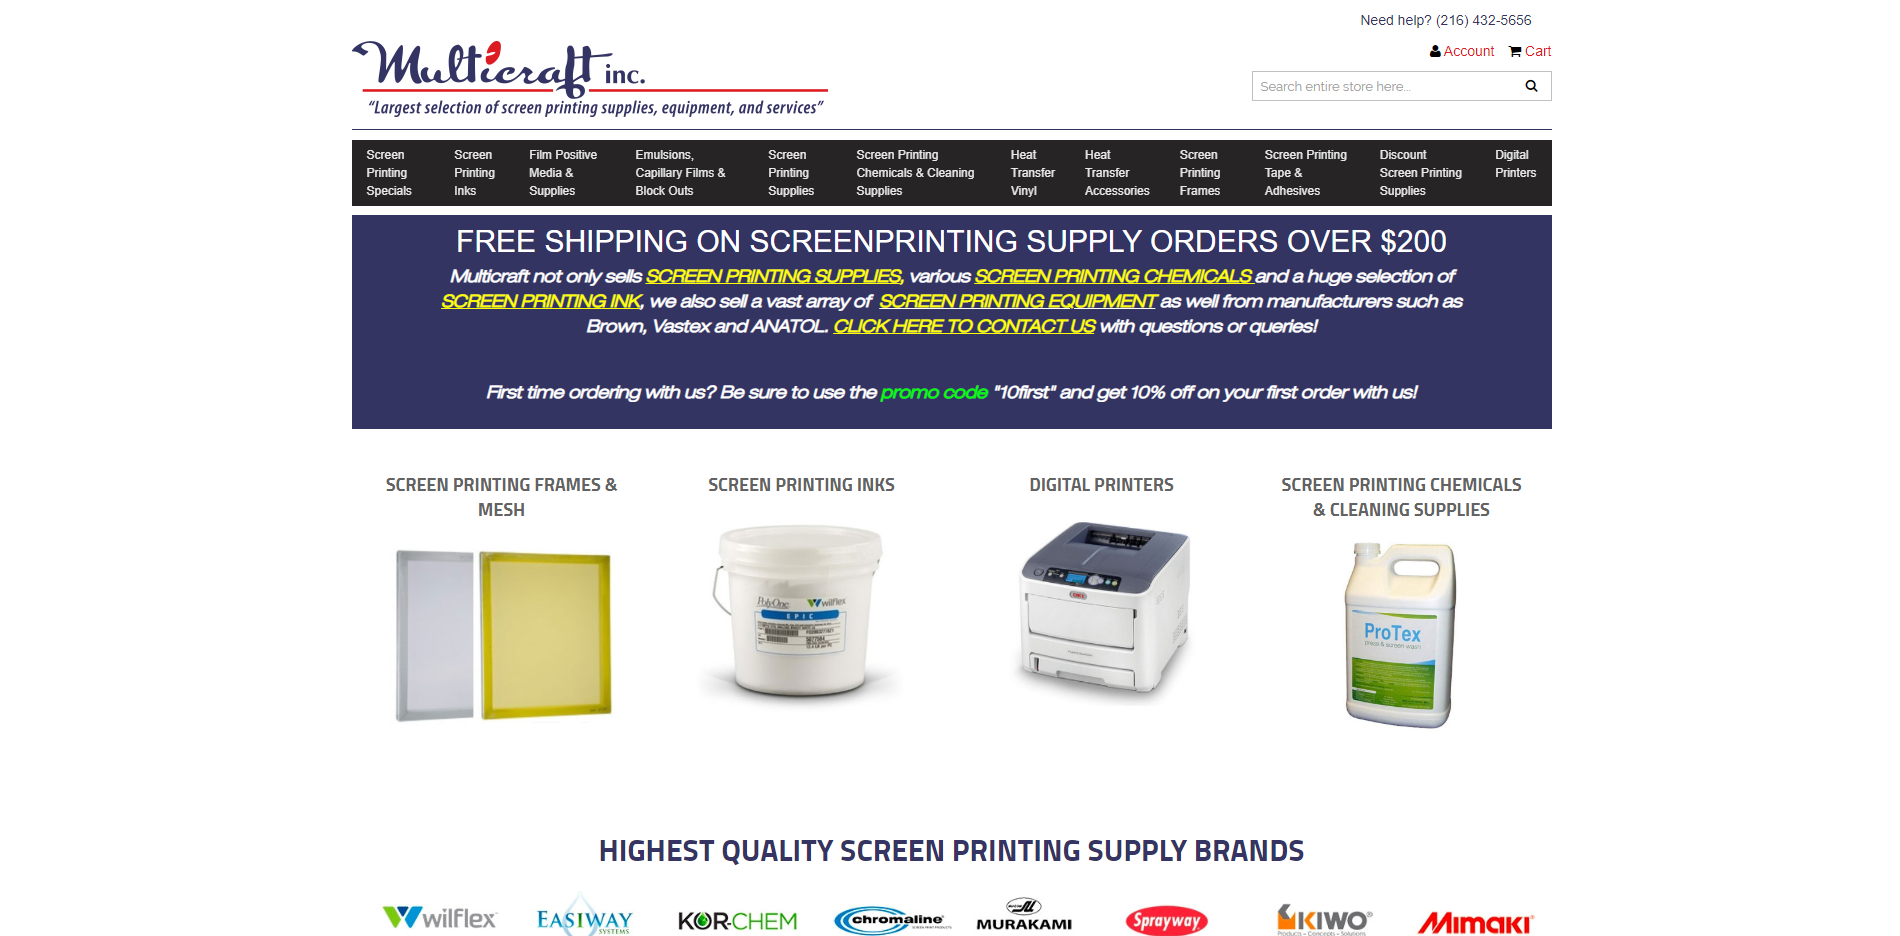 Need help? (216) 432-5656
Account Cart
Multicraft inc.
“Largest selection of screen printing supplies, equipment, and services”
Search entire store here...
Screen Printing Specials
Screen Printing Inks
Film Positive Media & Supplies
Emulsions, Capillary Films & Block Outs
Screen Printing Supplies
Screen Printing Chemicals & Cleaning Supplies
Heat Transfer Vinyl
Heat Transfer Accessories
Screen Printing Frames
Screen Printing Tape & Adhesives
Discount Screen Printing Supplies
Digital Printers
FREE SHIPPING ON SCREENPRINTING SUPPLY ORDERS OVER $200
Multicraft not only sells SCREEN PRINTING SUPPLIES, various SCREEN PRINTING CHEMICALS and a huge selection of
SCREEN PRINTING INK, we also sell a vast array of SCREEN PRINTING EQUIPMENT as well from manufacturers such as
Brown, Vastex and ANATOL. CLICK HERE TO CONTACT US with questions or queries!
First time ordering with us? Be sure to use the promo code "10first" and get 10% off on your first order with us!
SCREEN PRINTING FRAMES &
MESH
SCREEN PRINTING INKS
DIGITAL PRINTERS
SCREEN PRINTING CHEMICALS
& CLEANING SUPPLIES
PolyOne wilflex
EPIC
OKI
ProTex
press & screen wash
HIGHEST QUALITY SCREEN PRINTING SUPPLY BRANDS
wilflex
EASIWAY
SYSTEMS
KOR-CHEM
chromaline
SCREEN PRINT PRODUCTS
MURAKAMI
Sprayway
KIWO
Products – Concepts – Solutions
Mimaki